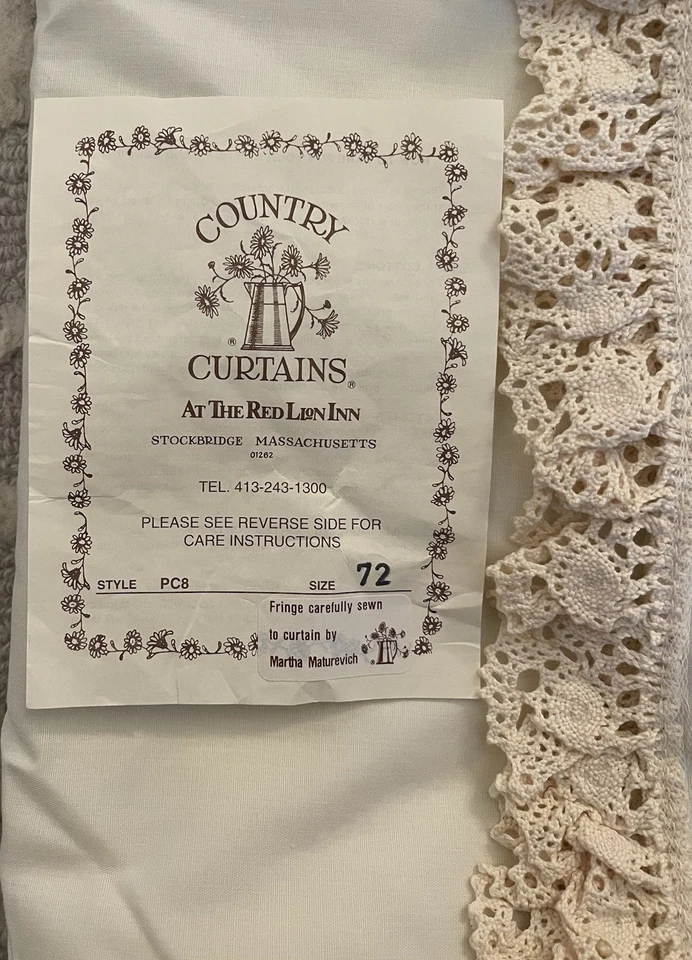 COUNTRY
®
CURTAINS®
AT THE RED LION INN
STOCKBRIDGE MASSACHUSETTS
01262
TEL. 413-243-1300
PLEASE SEE REVERSE SIDE FOR
CARE INSTRUCTIONS
STYLE PC8 SIZE 72
Fringe carefully sewn
to curtain by
Martha Maturevich ®